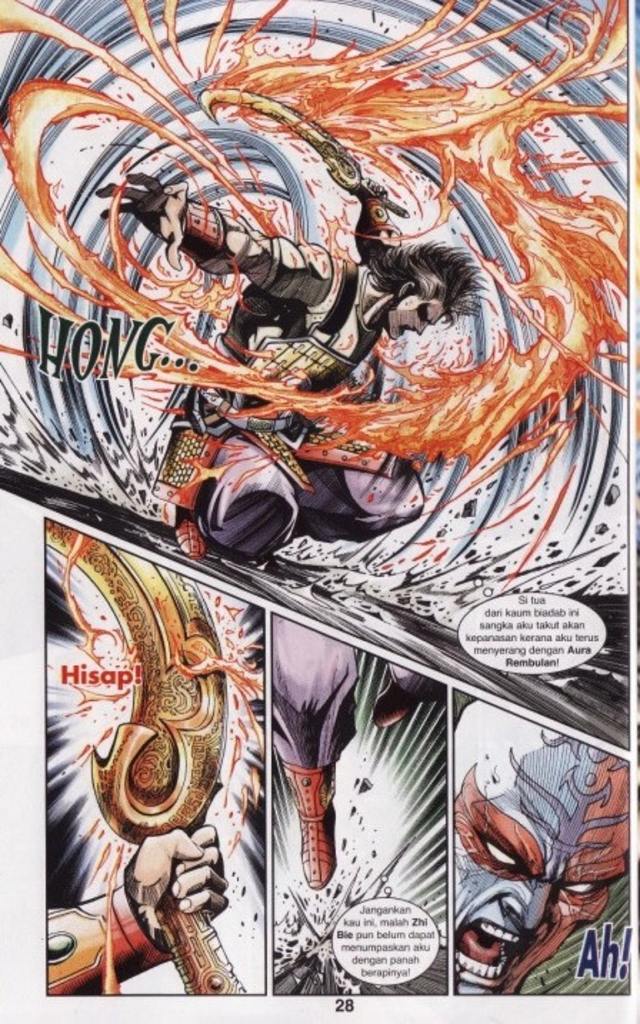 HONG...
Si tua
dari kaum biadab ini
sangka aku takut akan
kepanasan kerana aku terus
menyerang dengan Aura
Rembulan!
Hisap!
Jangankan
kau ini, malah Zhi
Bie pun belum dapat
menumpaskan aku
dengan panah
berapinya!
Ah!
28